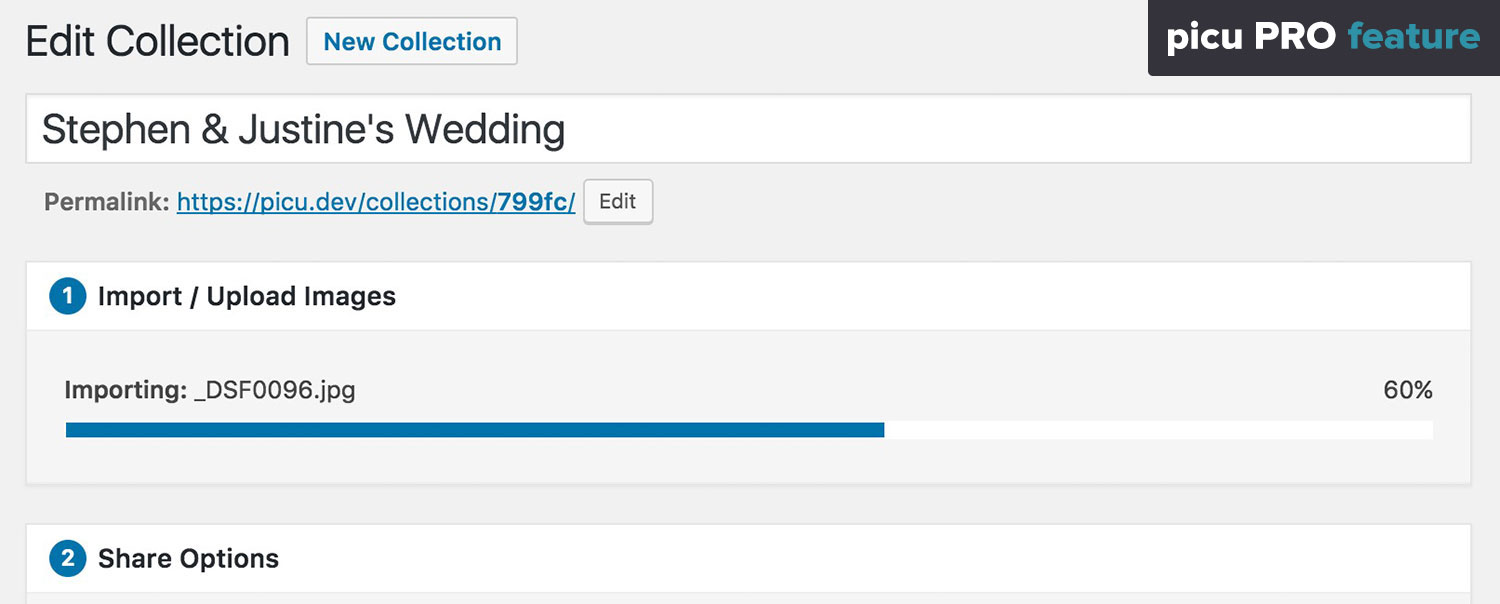 Edit Collection New Collection
picu PRO feature
Stephen & Justine's Wedding
Permalink: https://picu.dev/collections/799fc/ Edit
1 Import / Upload Images
Importing: _DSF0096.jpg 60%
2 Share Options